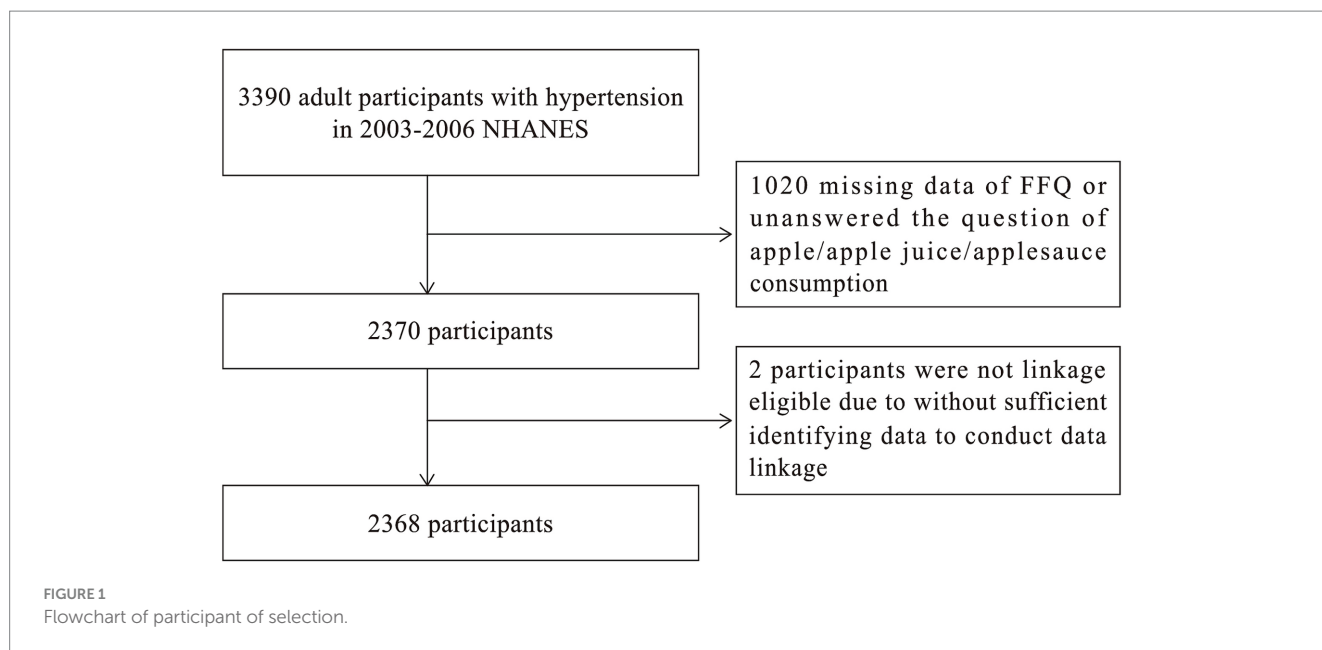 3390 adult participants with hypertension
in 2003-2006 NHANES
1020 missing data of FFQ or
unanswered the question of
apple/apple juice/applesauce
consumption
2370 participants
2 participants were not linkage
eligible due to without sufficient
identifying data to conduct data
linkage
2368 participants
FIGURE 1
Flowchart of participant of selection.